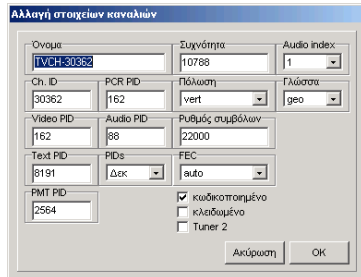 Αλλαγή στοιχείων καναλιών
Όνομα Συχνότητα Audio index
TVCH-30362 10788 1
Ch. ID PCR PID Πόλωση Γλώσσα
30362 162 vert geo
Video PID Audio PID Ρυθμός συμβόλων
162 88 22000
Text PID PIDs FEC
8191 Δεκ auto
PMT PID
2564
κωδικοποιημένο
κλειδωμένο
Tuner 2
Ακύρωση OK